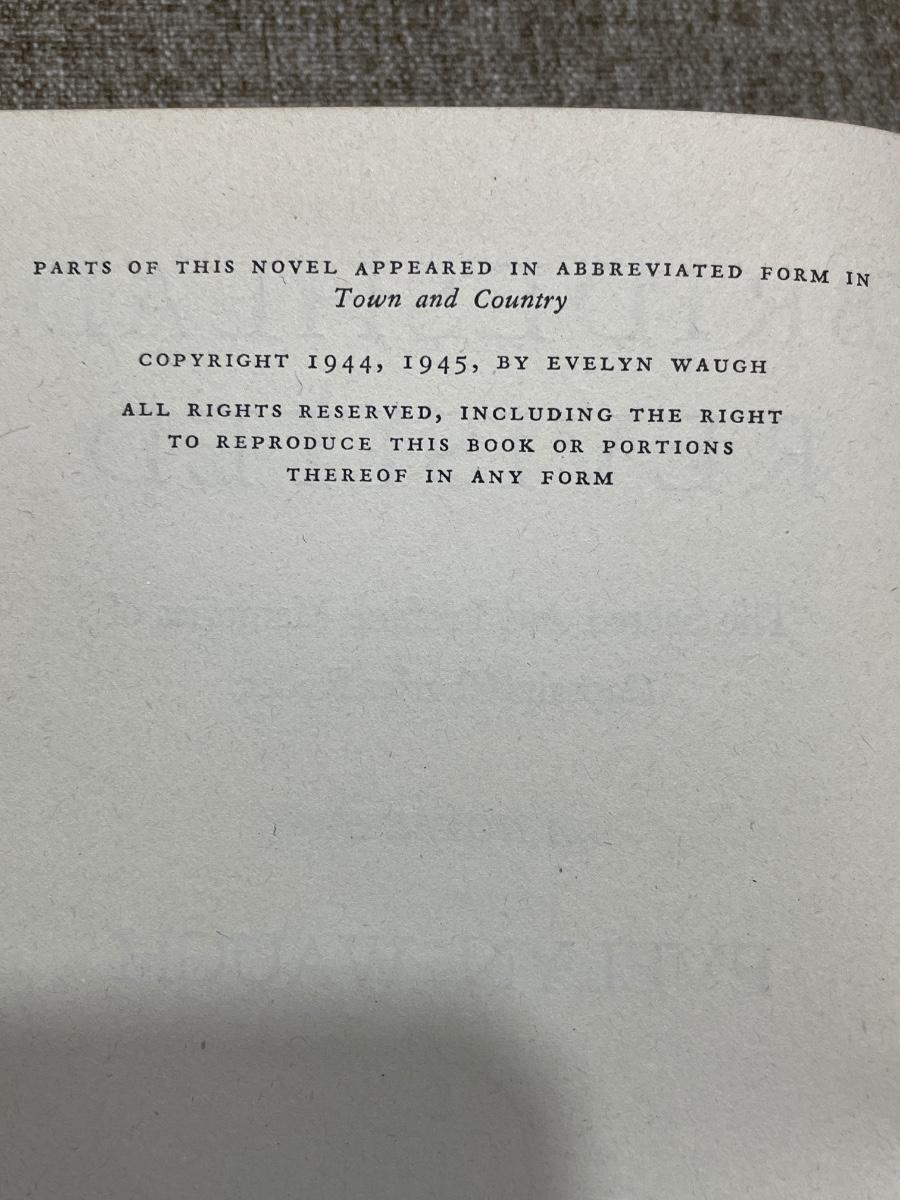 PARTS OF THIS NOVEL APPEARED IN ABBREVIATED FORM IN
Town and Country
COPYRIGHT 1944, 1945, BY EVELYN WAUGH
ALL RIGHTS RESERVED, INCLUDING THE RIGHT
TO REPRODUCE THIS BOOK OR PORTIONS
THEREOF IN ANY FORM